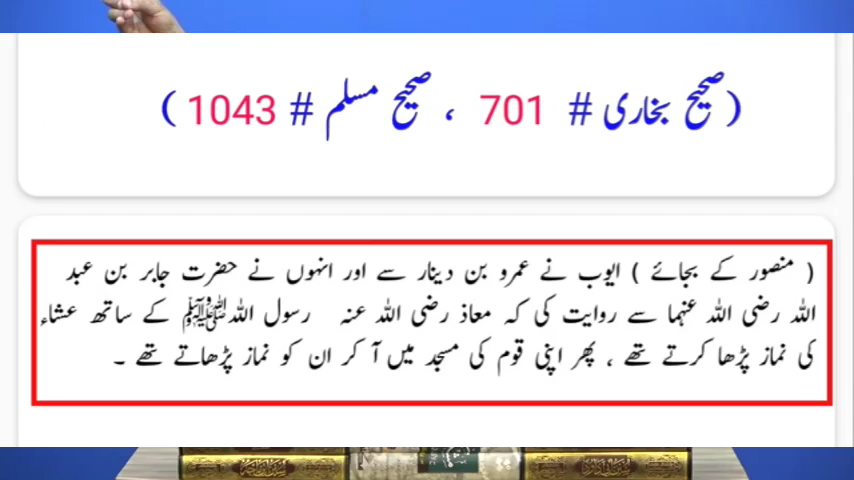 (صحیح بخاری # 701 ، صحیح مسلم # 1043 )
( منصور کے بجائے ) ایوب نے عمرو بن دینار سے اور انہوں نے حضرت جابر بن عبد
اللہ رضی اللہ عنہما سے روایت کی کہ معاذ رضی اللہ عنہ رسول اللہ ﷺ کے ساتھ عشاء
کی نماز پڑھا کرتے تھے ، پھر اپنی قوم کی مسجد میں آ کر ان کو نماز پڑھاتے تھے ۔